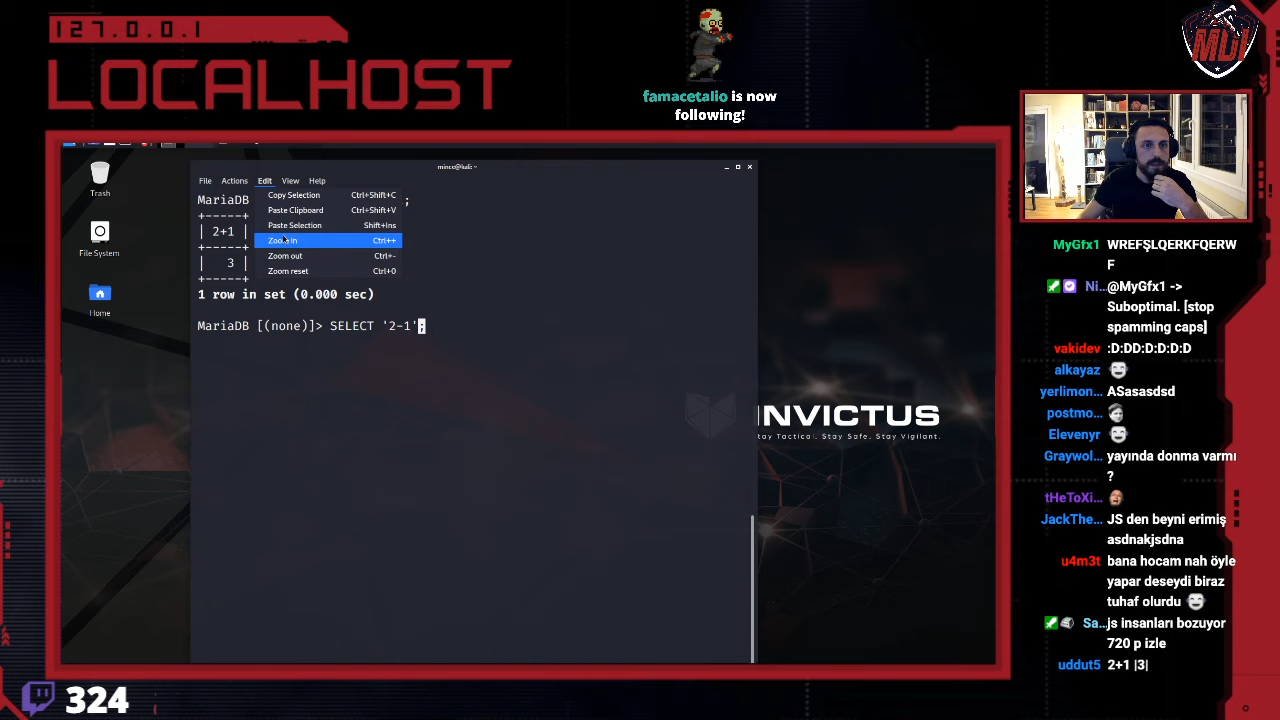 127.0.0.1
LOCALHOST
famacetalio is now
following!
MDI
mince@kali: ~
Trash
File System
Home
File Actions Edit View Help
Copy Selection Ctrl+Shift+C
Paste Clipboard Ctrl+Shift+V
Paste Selection Shift+Ins
Zoom in Ctrl++
Zoom out Ctrl+-
Zoom reset Ctrl+0
MariaDB ;
+-----+
| 2+1 |
+-----+
| 3 |
+-----+
1 row in set (0.000 sec)
MariaDB [(none)]> SELECT '2-1';
INVICTUS
Stay Tactical. Stay Safe. Stay Vigilant.
MyGfx1 WREFŞLQERKFQERW
F
Ni... @MyGfx1 ->
Suboptimal. [stop
spamming caps]
vakidev :D:DD:D:D:D:D
alkayaz
yerlimon... ASasasdsd
postmo...
Elevenyr
Graywol... yayında donma varmı
?
tHeToXi...
JackThe... JS den beyni erimiş
asdnakjsdna
u4m3t bana hocam nah öyle
yapar deseydi biraz
tuhaf olurdu
Sa... js insanları bozuyor
720 p izle
uddut5 2+1 |3|
324